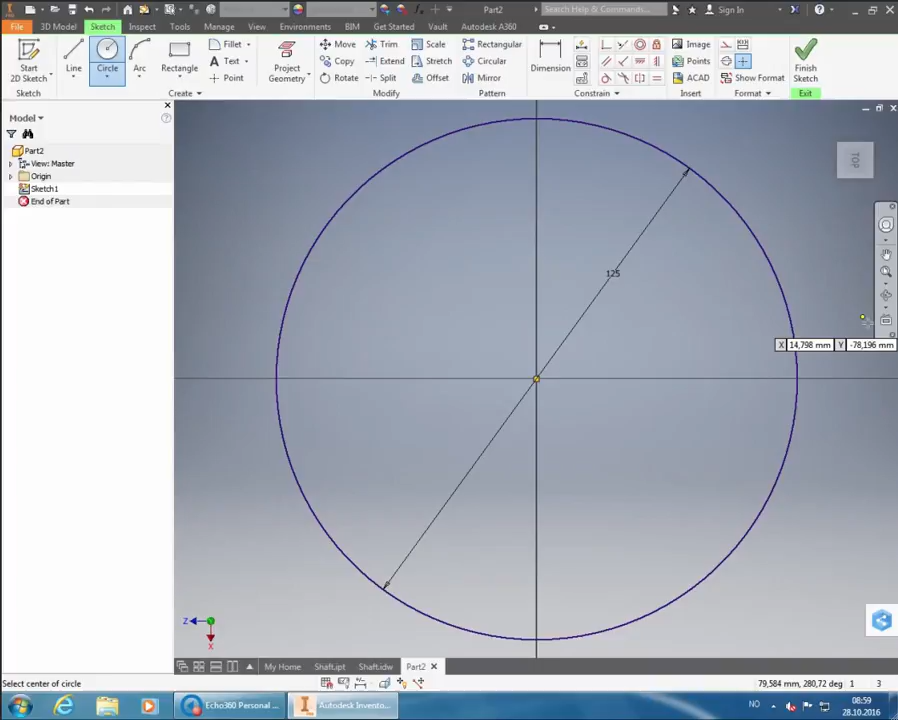 Part2
Search Help & Commands...
Sign In
File
3D Model
Sketch
Inspect
Tools
Manage
View
Environments
BIM
Get Started
Vault
Autodesk A360
Start
2D Sketch
Line
Circle
Arc
Rectangle
Fillet
Text
Point
Project
Geometry
Move
Copy
Rotate
Trim
Extend
Split
Scale
Stretch
Offset
Rectangular
Circular
Mirror
Dimension
Image
Points
ACAD
Show Format
Finish
Sketch
Sketch
Create
Modify
Pattern
Constrain
Insert
Format
Exit
Model
Part2
View: Master
Origin
Sketch1
End of Part
TOP
125
X 14,798 mm Y -78,196 mm
Z
X
My Home
Shaft.ipt
Shaft.idw
Part2
Select center of circle
79,584 mm, 280,72 deg 1 3
Echo360 Personal ...
Autodesk Invento...
NO
08:59
28.10.2016